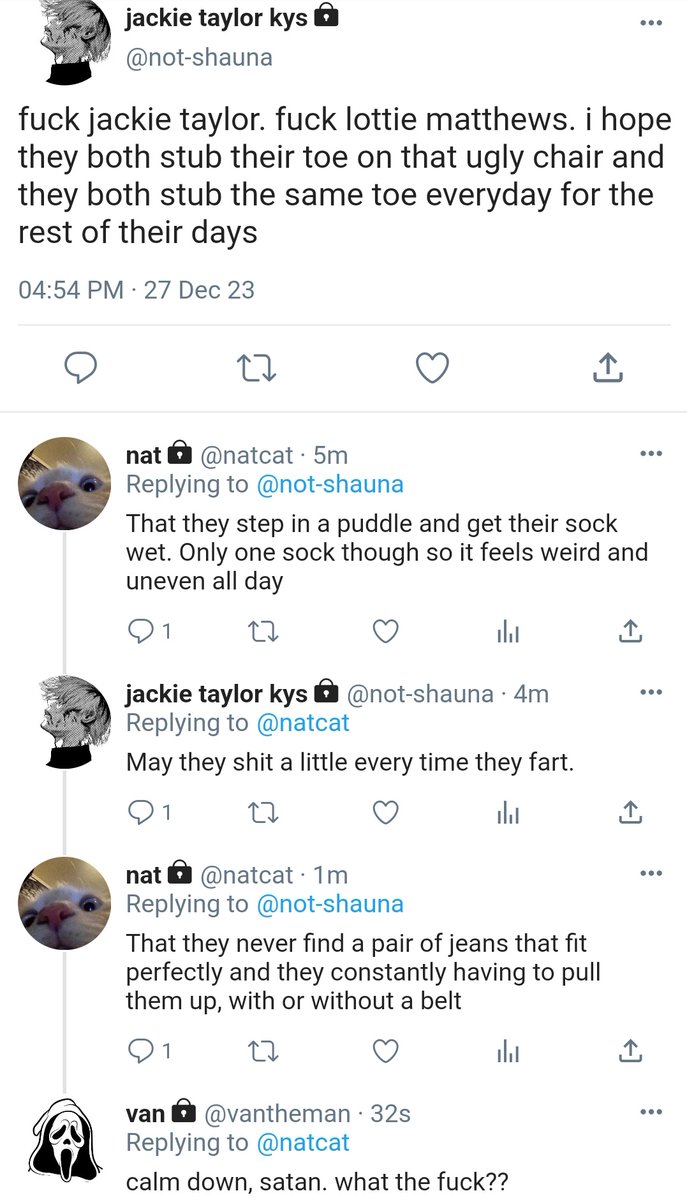 jackie taylor kys
@not-shauna
fuck jackie taylor. fuck lottie matthews. i hope
they both stub their toe on that ugly chair and
they both stub the same toe everyday for the
rest of their days
04:54 PM · 27 Dec 23
nat @natcat · 5m
Replying to @not-shauna
That they step in a puddle and get their sock
wet. Only one sock though so it feels weird and
uneven all day
1
jackie taylor kys @not-shauna · 4m
Replying to @natcat
May they shit a little every time they fart.
1
nat @natcat · 1m
Replying to @not-shauna
That they never find a pair of jeans that fit
perfectly and they constantly having to pull
them up, with or without a belt
1
van @vantheman · 32s
Replying to @natcat
calm down, satan. what the fuck??